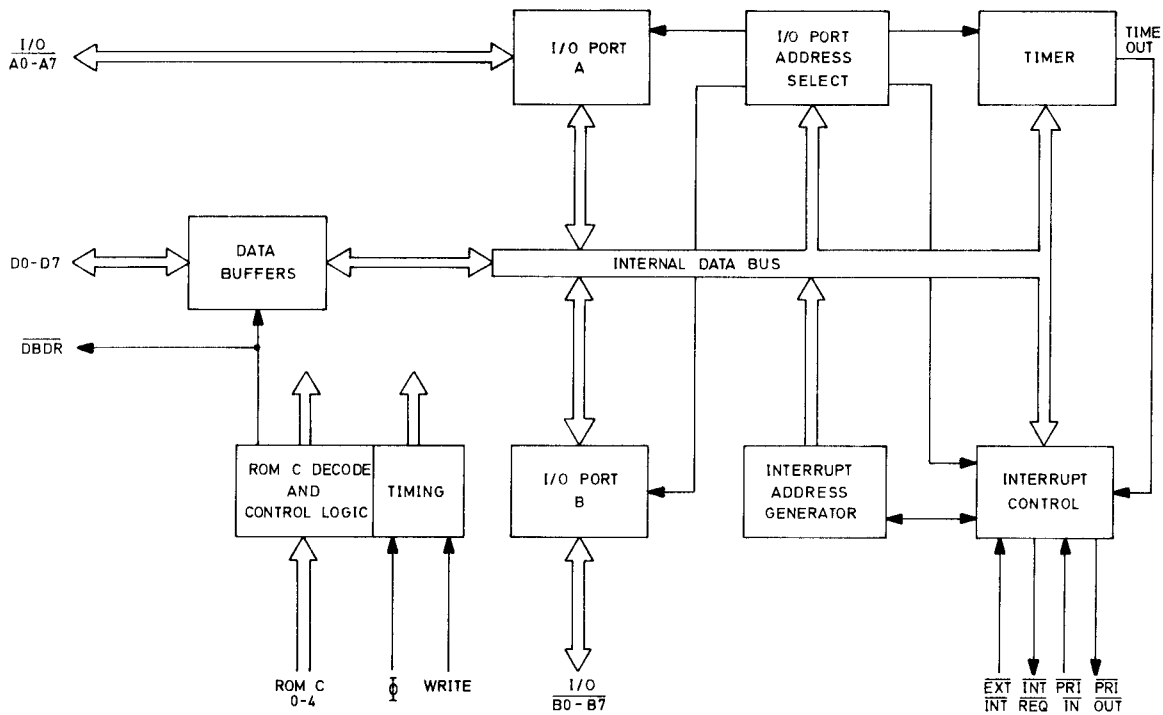 I/O
A0-A7
I/O PORT
A
I/O PORT
ADDRESS
SELECT
TIMER
TIME
OUT
D0-D7
DATA
BUFFERS
INTERNAL DATA BUS
DBDR
ROM C DECODE
AND
CONTROL LOGIC
TIMING
I/O PORT
B
INTERRUPT
ADDRESS
GENERATOR
INTERRUPT
CONTROL
ROM C
0-4
Φ
WRITE
I/O
B0-B7
EXT
INT
INT
REQ
PRI
IN
PRI
OUT